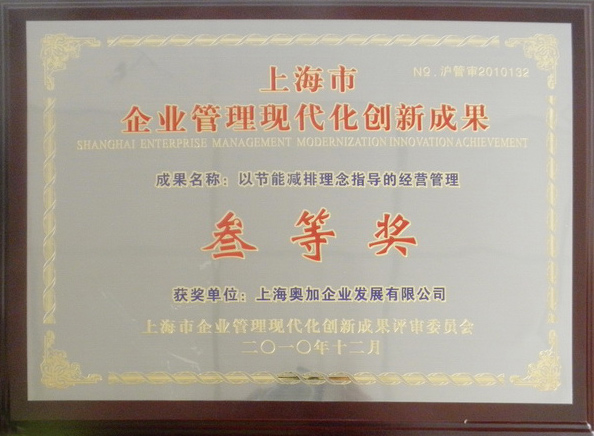 上海市
NO. 沪管审2010132
企业管理现代化创新成果
SHANGHAI ENTERPRISE MANAGEMENT MODERNIZATION INNOVATION ACHIEVEMENT
成果名称：以节能减排理念指导的经营管理
叁等奖
获奖单位：上海奥加企业发展有限公司
上海市企业管理现代化创新成果评审委员会
二〇一〇年十二月